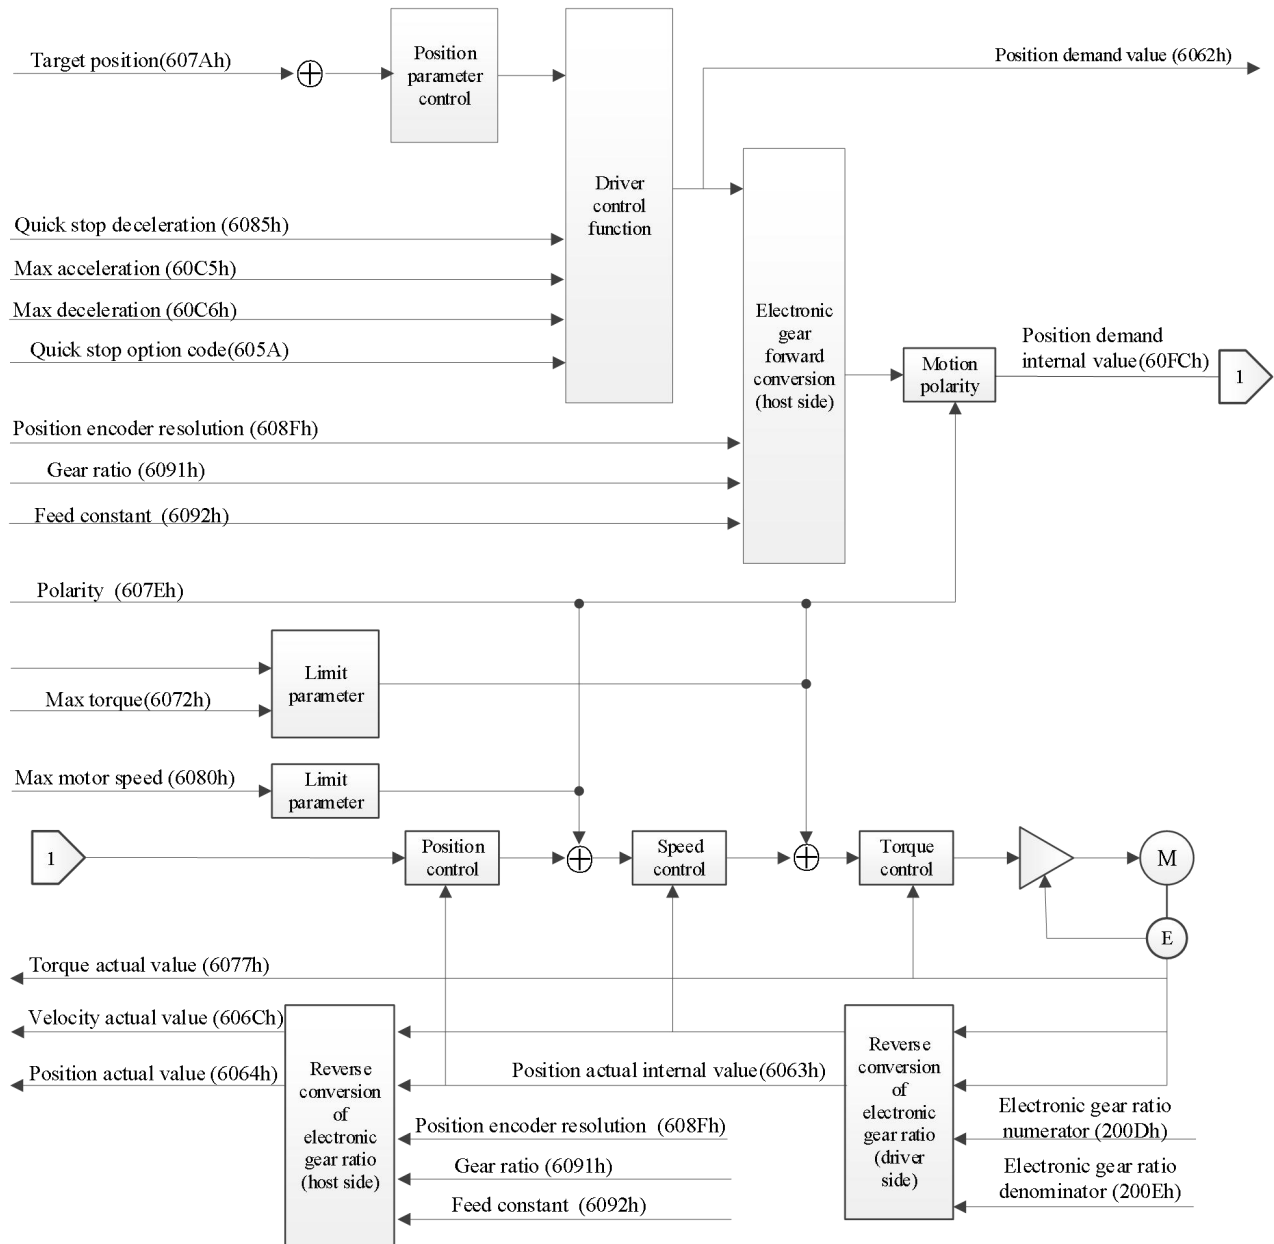 Target position(607Ah)
Position
parameter
control
Position demand value (6062h)
Driver
control
function
Quick stop deceleration (6085h)
Max acceleration (60C5h)
Max deceleration (60C6h)
Quick stop option code(605A)
Electronic
gear
forward
conversion
(host side)
Motion
polarity
Position demand
internal value(60FCh)
1
Position encoder resolution (608Fh)
Gear ratio (6091h)
Feed constant (6092h)
Polarity (607Eh)
Limit
parameter
Max torque(6072h)
Max motor speed (6080h)
Limit
parameter
1
Position
control
Speed
control
Torque
control
M
E
Torque actual value (6077h)
Velocity actual value (606Ch)
Position actual value (6064h)
Reverse
conversion
of
electronic
gear ratio
(host side)
Position actual internal value(6063h)
Position encoder resolution (608Fh)
Gear ratio (6091h)
Feed constant (6092h)
Reverse
conversion
of
electronic
gear ratio
(driver
side)
Electronic gear ratio
numerator (200Dh)
Electronic gear ratio
denominator (200Eh)